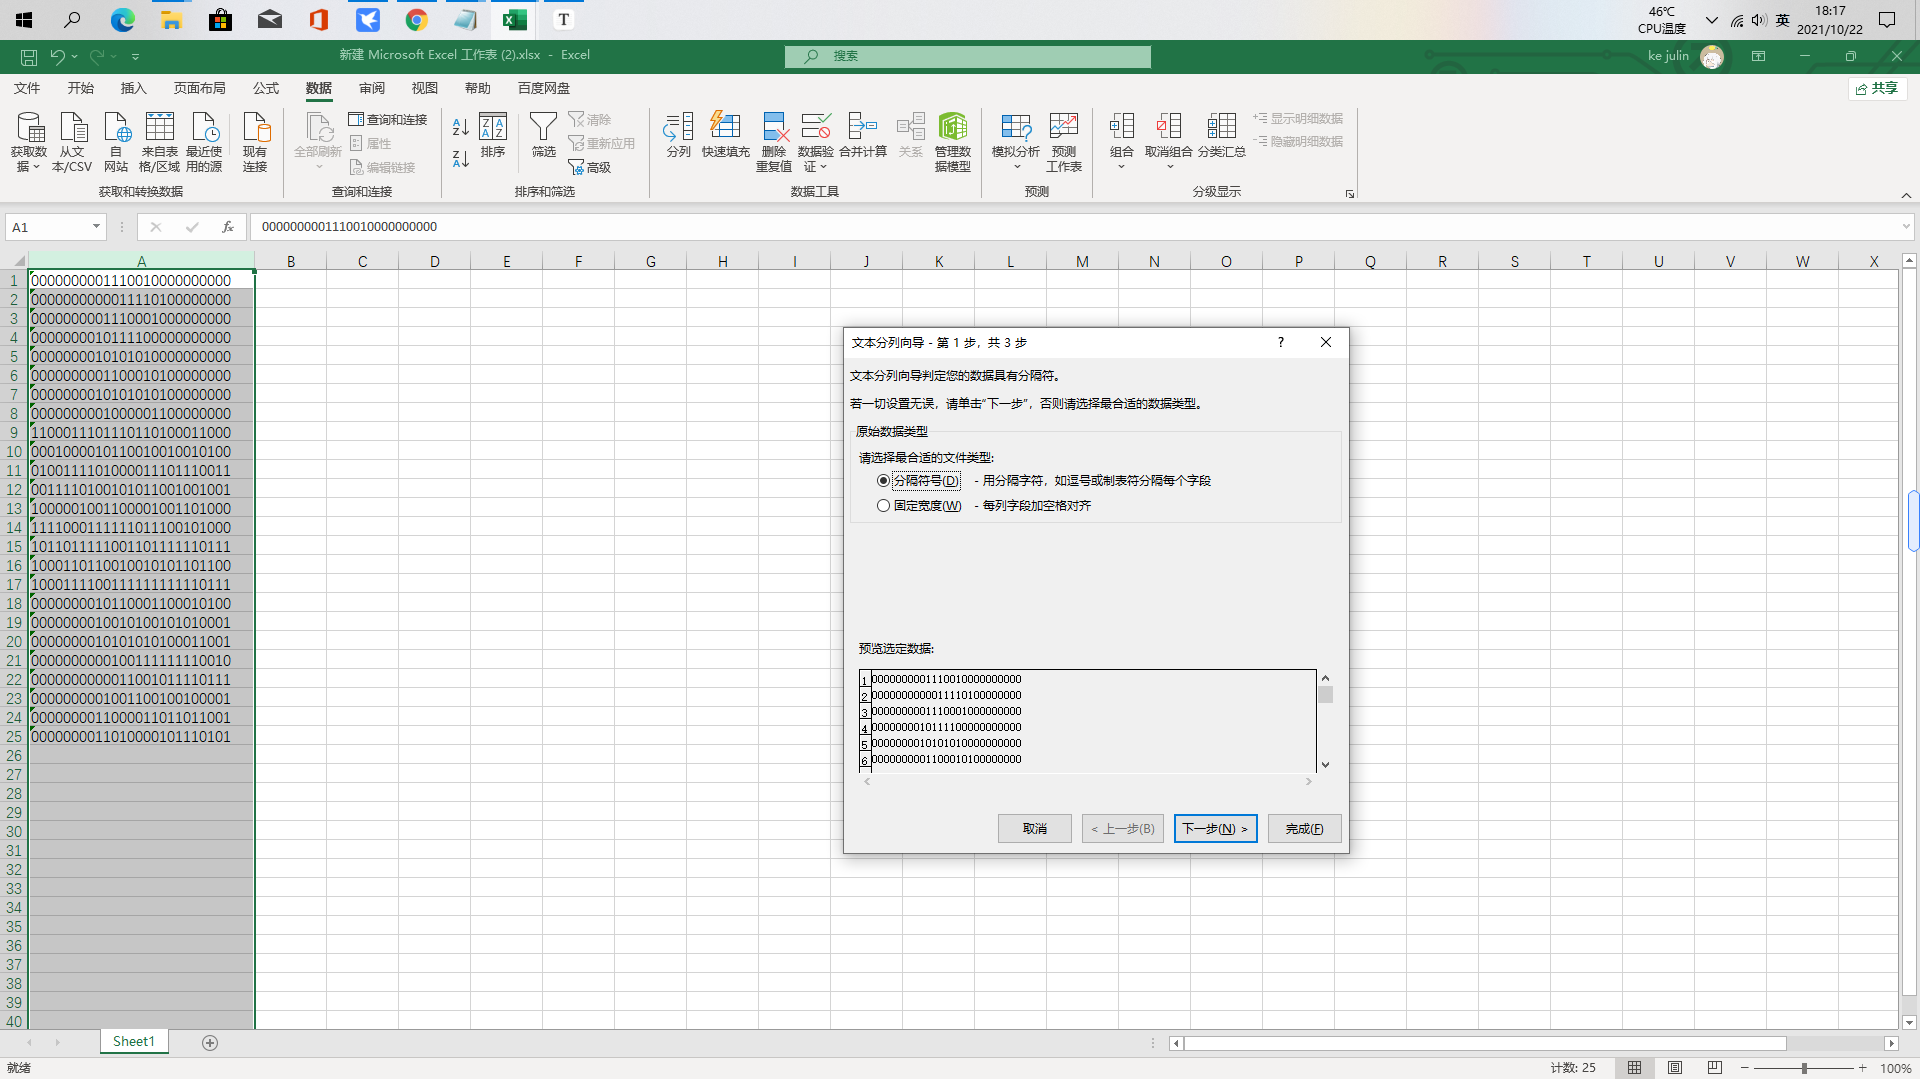 46℃
CPU温度
英
18:17
2021/10/22
新建 Microsoft Excel 工作表 (2).xlsx - Excel
搜索
ke julin
文件 开始 插入 页面布局 公式 数据 审阅 视图 帮助 百度网盘
共享
获取数据
从文本/CSV
自网站
来自表格/区域
最近使用的源
现有连接
获取和转换数据
全部刷新
查询和连接
属性
编辑链接
查询和连接
排序
筛选
清除
重新应用
高级
排序和筛选
分列
快速填充
删除重复值
数据验证
合并计算
关系
管理数据模型
数据工具
模拟分析
预测工作表
预测
组合
取消组合
分类汇总
显示明细数据
隐藏明细数据
分级显示
A1
fx
0000000001110010000000000
A B C D E F G H I J K L M N O P Q R S T U V W X
1 0000000001110010000000000
2 0000000000011110100000000
3 0000000001110001000000000
4 0000000010111100000000000
5 0000000010101010000000000
6 0000000001100010100000000
7 0000000010101010100000000
8 0000000001000001100000000
9 1100011101110110100011000
10 0001000010110010010010100
11 0100111101000011101110011
12 0011110100101011001001001
13 1000001001100001001101000
14 1111000111111011100101000
15 1011011111001101111110111
16 1000110110010010101101100
17 1000111100111111111110111
18 0000000010110001100010100
19 0000000010010100101010001
20 0000000010101010100011001
21 0000000000100111111110010
22 0000000000011001011110111
23 0000000001001100100100001
24 0000000011000011011011001
25 0000000011010000101110101
26
27
28
29
30
31
32
33
34
35
36
37
38
39
40
文本分列向导 - 第 1 步，共 3 步
?
文本分列向导判定您的数据具有分隔符。
若一切设置无误，请单击“下一步”，否则请选择最合适的数据类型。
原始数据类型
请选择最合适的文件类型:
分隔符号(D) - 用分隔字符，如逗号或制表符分隔每个字段
固定宽度(W) - 每列字段加空格对齐
预览选定数据:
1 0000000001110010000000000
2 0000000000011110100000000
3 0000000001110001000000000
4 0000000010111100000000000
5 0000000010101010000000000
6 0000000001100010100000000
取消
< 上一步(B)
下一步(N) >
完成(F)
Sheet1
就绪
计数: 25
100%